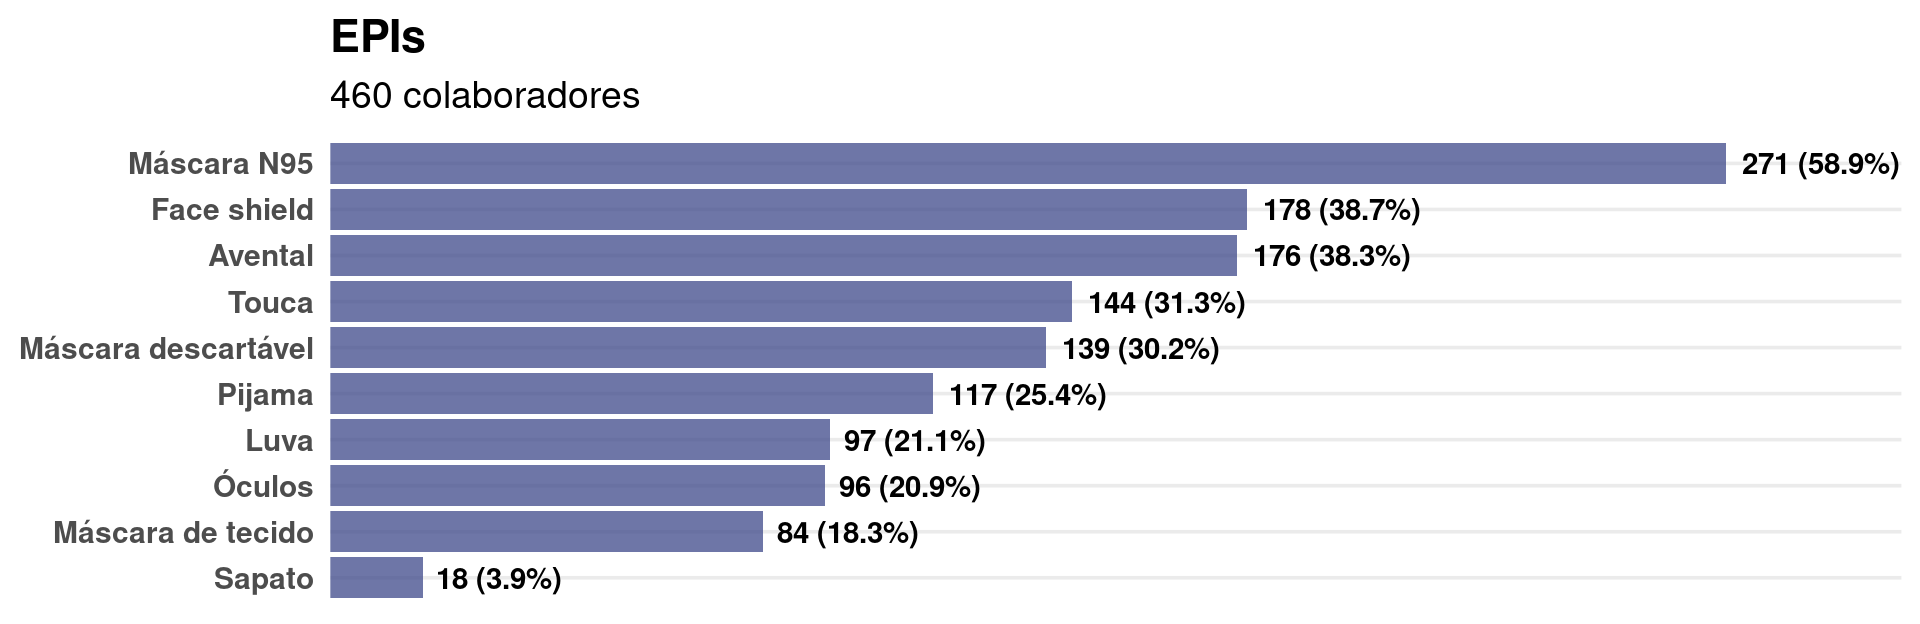 EPIs
460 colaboradores
Máscara N95 271 (58.9%)
Face shield 178 (38.7%)
Avental 176 (38.3%)
Touca 144 (31.3%)
Máscara descartável 139 (30.2%)
Pijama 117 (25.4%)
Luva 97 (21.1%)
Óculos 96 (20.9%)
Máscara de tecido 84 (18.3%)
Sapato 18 (3.9%)